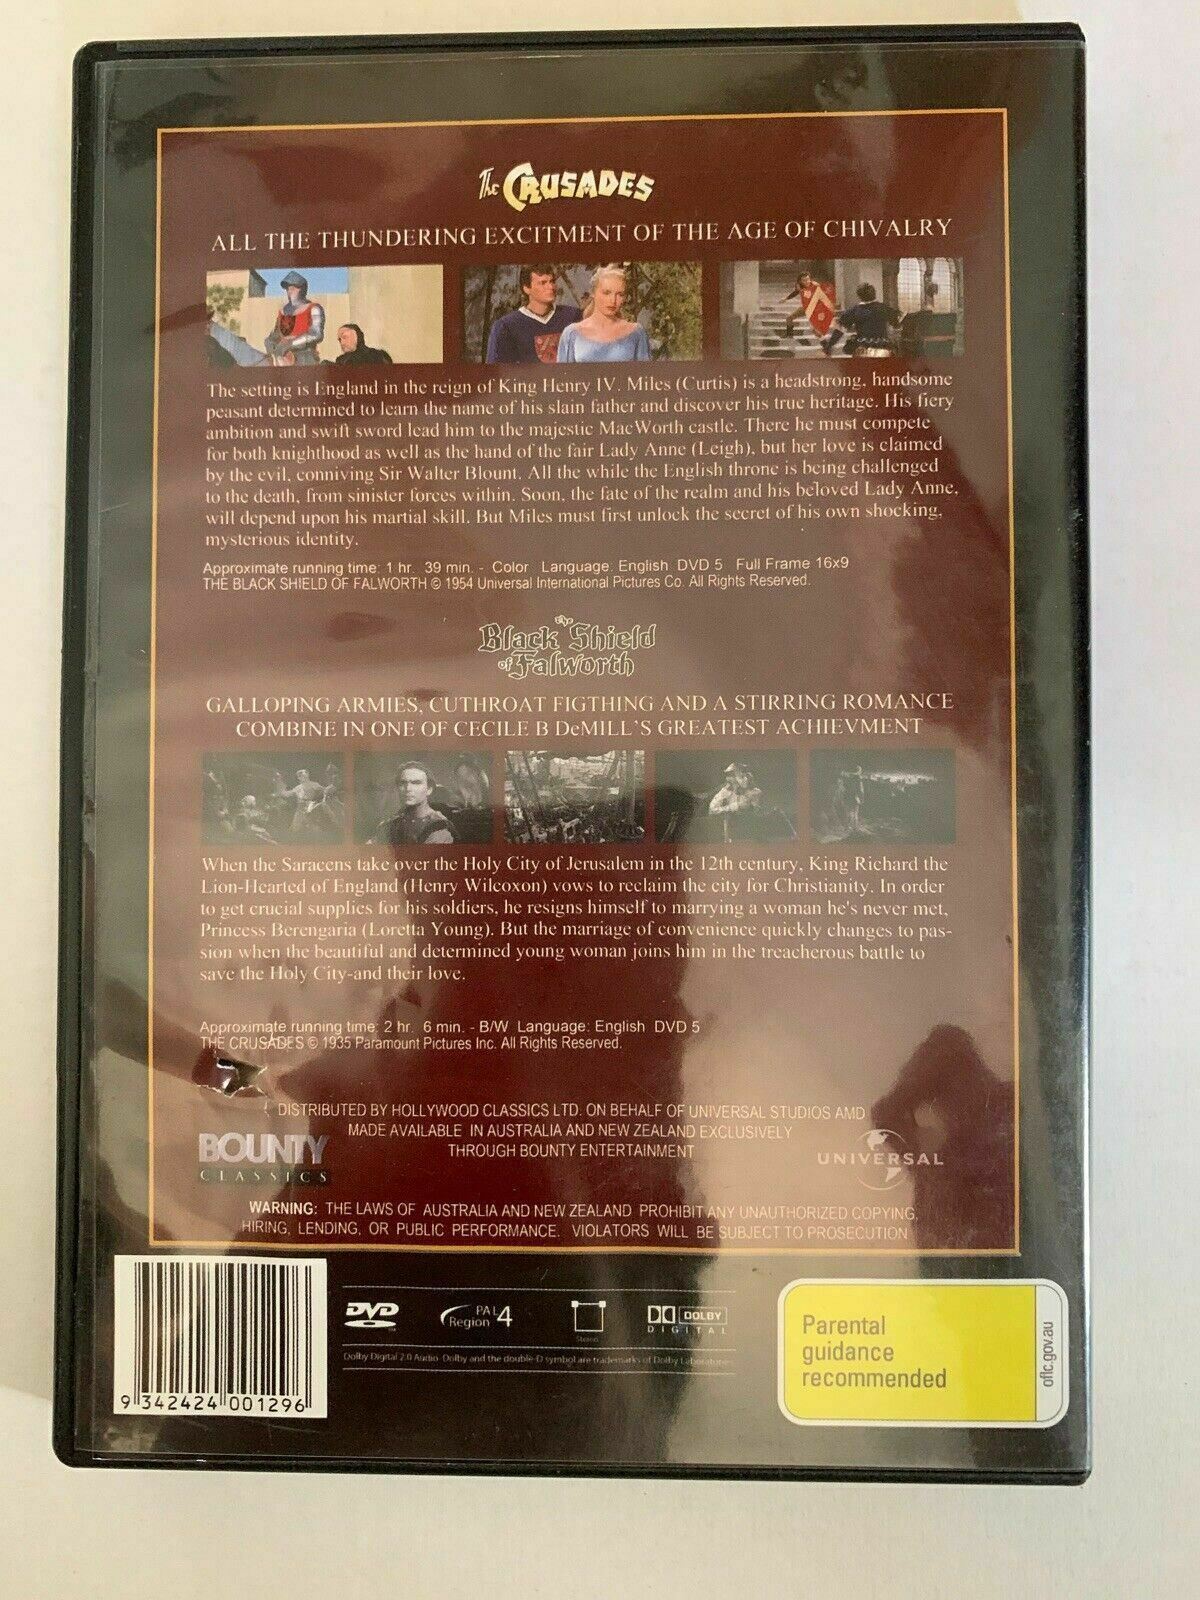 The CRUSADES
ALL THE THUNDERING EXCITMENT OF THE AGE OF CHIVALRY
The setting is England in the reign of King Henry IV. Miles (Curtis) is a headstrong, handsome
peasant determined to learn the name of his slain father and discover his true heritage. His fiery
ambition and swift sword lead him to the majestic MacWorth castle. There he must compete
for both knighthood as well as the hand of the fair Lady Anne (Leigh), but her love is claimed
by the evil, conniving Sir Walter Blount. All the while the English throne is being challenged
to the death, from sinister forces within. Soon, the fate of the realm and his beloved Lady Anne,
will depend upon his martial skill. But Miles must first unlock the secret of his own shocking,
mysterious identity.
Approximate running time: 1 hr. 39 min. - Color Language: English DVD 5 Full Frame 16x9
THE BLACK SHIELD OF FALWORTH © 1954 Universal International Pictures Co. All Rights Reserved.
The
Black Shield
of Falworth
GALLOPING ARMIES, CUTHROAT FIGTHING AND A STIRRING ROMANCE
COMBINE IN ONE OF CECILE B DeMILL'S GREATEST ACHIEVMENT
When the Saracens take over the Holy City of Jerusalem in the 12th century, King Richard the
Lion-Hearted of England (Henry Wilcoxon) vows to reclaim the city for Christianity. In order
to get crucial supplies for his soldiers, he resigns himself to marrying a woman he's never met,
Princess Berengaria (Loretta Young). But the marriage of convenience quickly changes to pas-
sion when the beautiful and determined young woman joins him in the treacherous battle to
save the Holy City-and their love.
Approximate running time: 2 hr. 6 min. - B/W Language: English DVD 5
THE CRUSADES © 1935 Paramount Pictures Inc. All Rights Reserved.
DISTRIBUTED BY HOLLYWOOD CLASSICS LTD. ON BEHALF OF UNIVERSAL STUDIOS AMD
MADE AVAILABLE IN AUSTRALIA AND NEW ZEALAND EXCLUSIVELY
THROUGH BOUNTY ENTERTAINMENT
BOUNTY
CLASSICS
UNIVERSAL
WARNING: THE LAWS OF AUSTRALIA AND NEW ZEALAND PROHIBIT ANY UNAUTHORIZED COPYING,
HIRING, LENDING, OR PUBLIC PERFORMANCE. VIOLATORS WILL BE SUBJECT TO PROSECUTION
9 342424 001296
DVD
PAL
Region 4
Stereo
DOLBY
DIGITAL
Dolby Digital 2.0 Audio Dolby and the double-D symbol are trademarks of Dolby Laboratories
Parental
guidance
recommended
oflc.gov.au